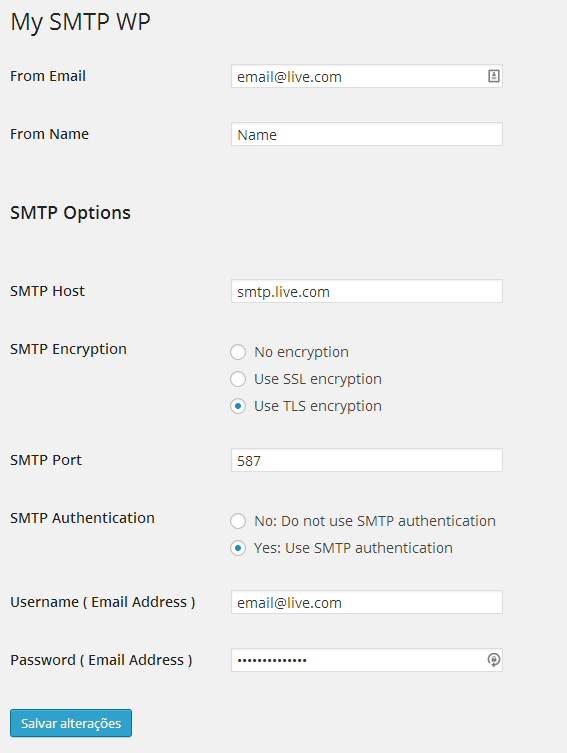 My SMTP WP
From Email
email@live.com
From Name
Name
SMTP Options
SMTP Host
smtp.live.com
SMTP Encryption
No encryption
Use SSL encryption
Use TLS encryption
SMTP Port
587
SMTP Authentication
No: Do not use SMTP authentication
Yes: Use SMTP authentication
Username ( Email Address )
email@live.com
Password ( Email Address )
••••••••••••••
Salvar alterações